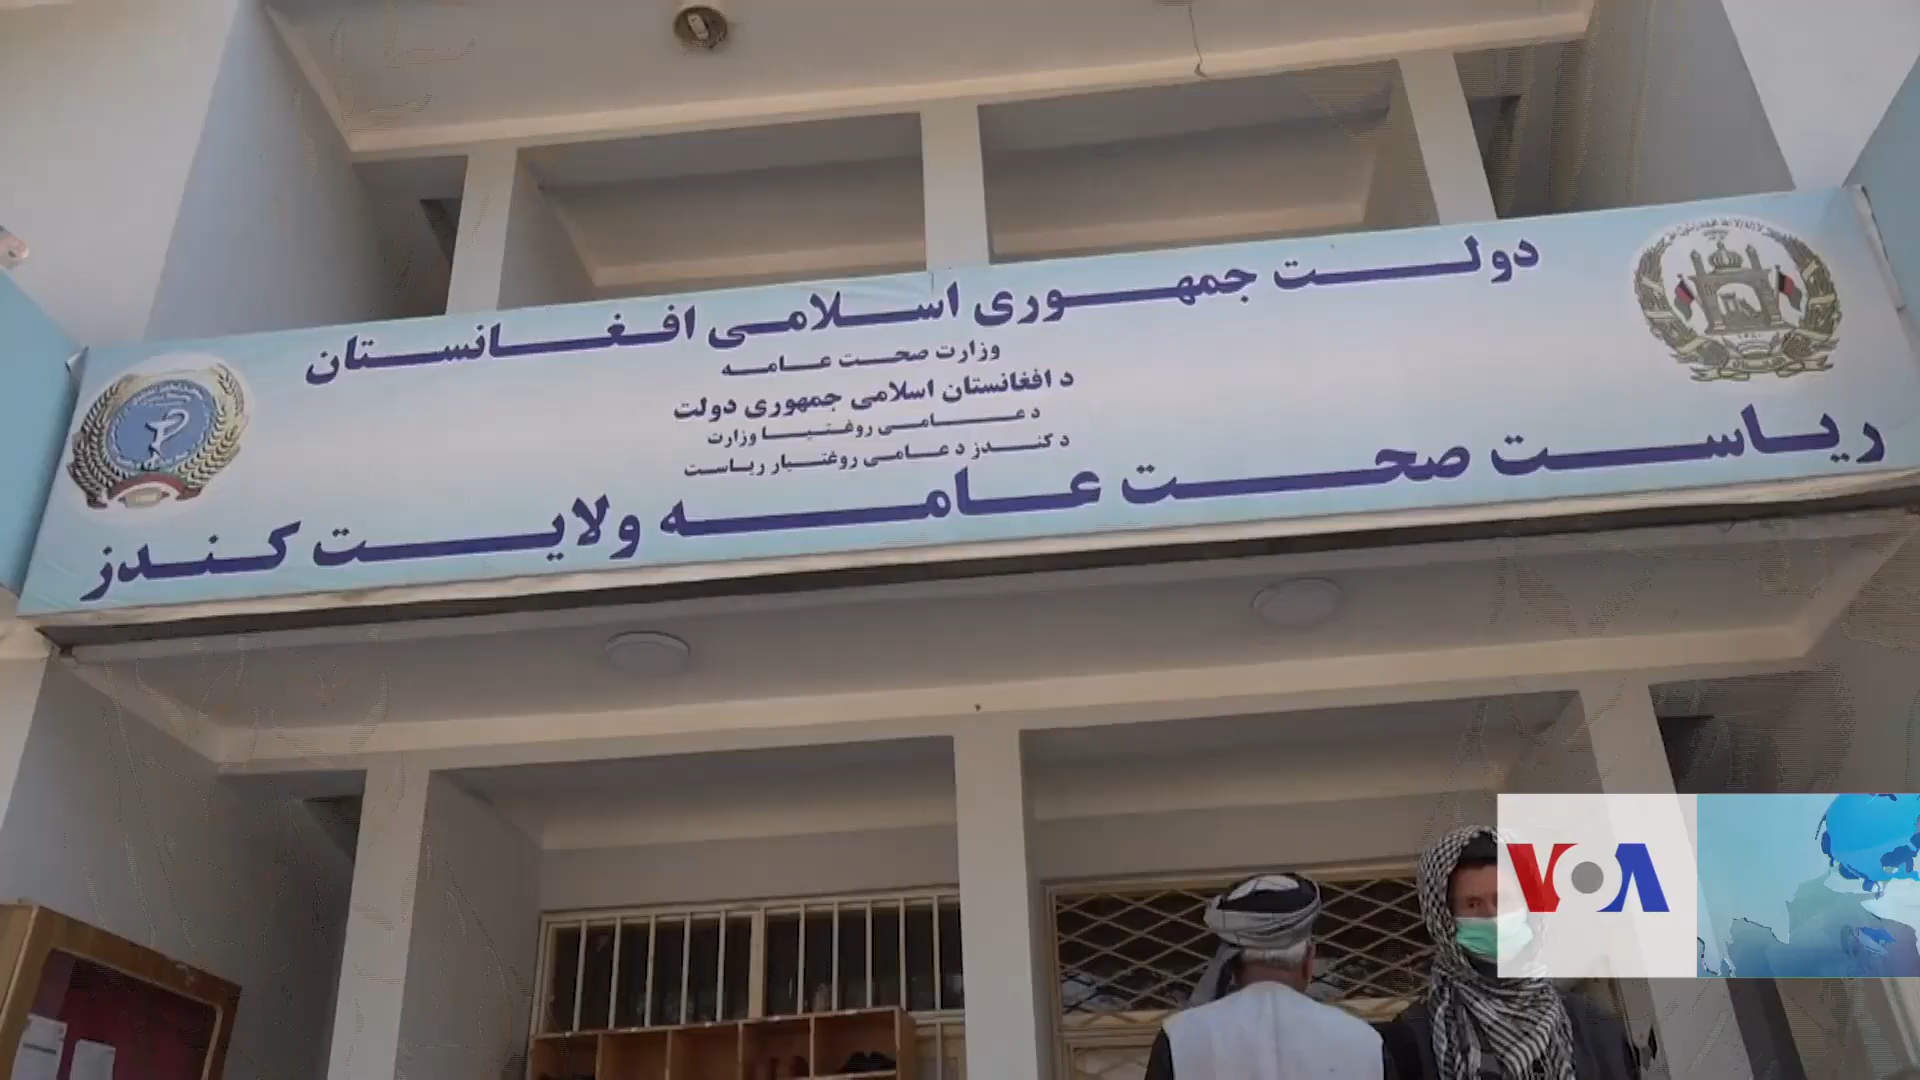 دولت جمهوری اسلامی افغانستان
وزارت صحت عامه
د افغانستان اسلامی جمهوری دولت
د عامی روغتیا وزارت
د کندز د عامی روغتیار ریاست
ریاست صحت عامه ولایت کندز
VOA